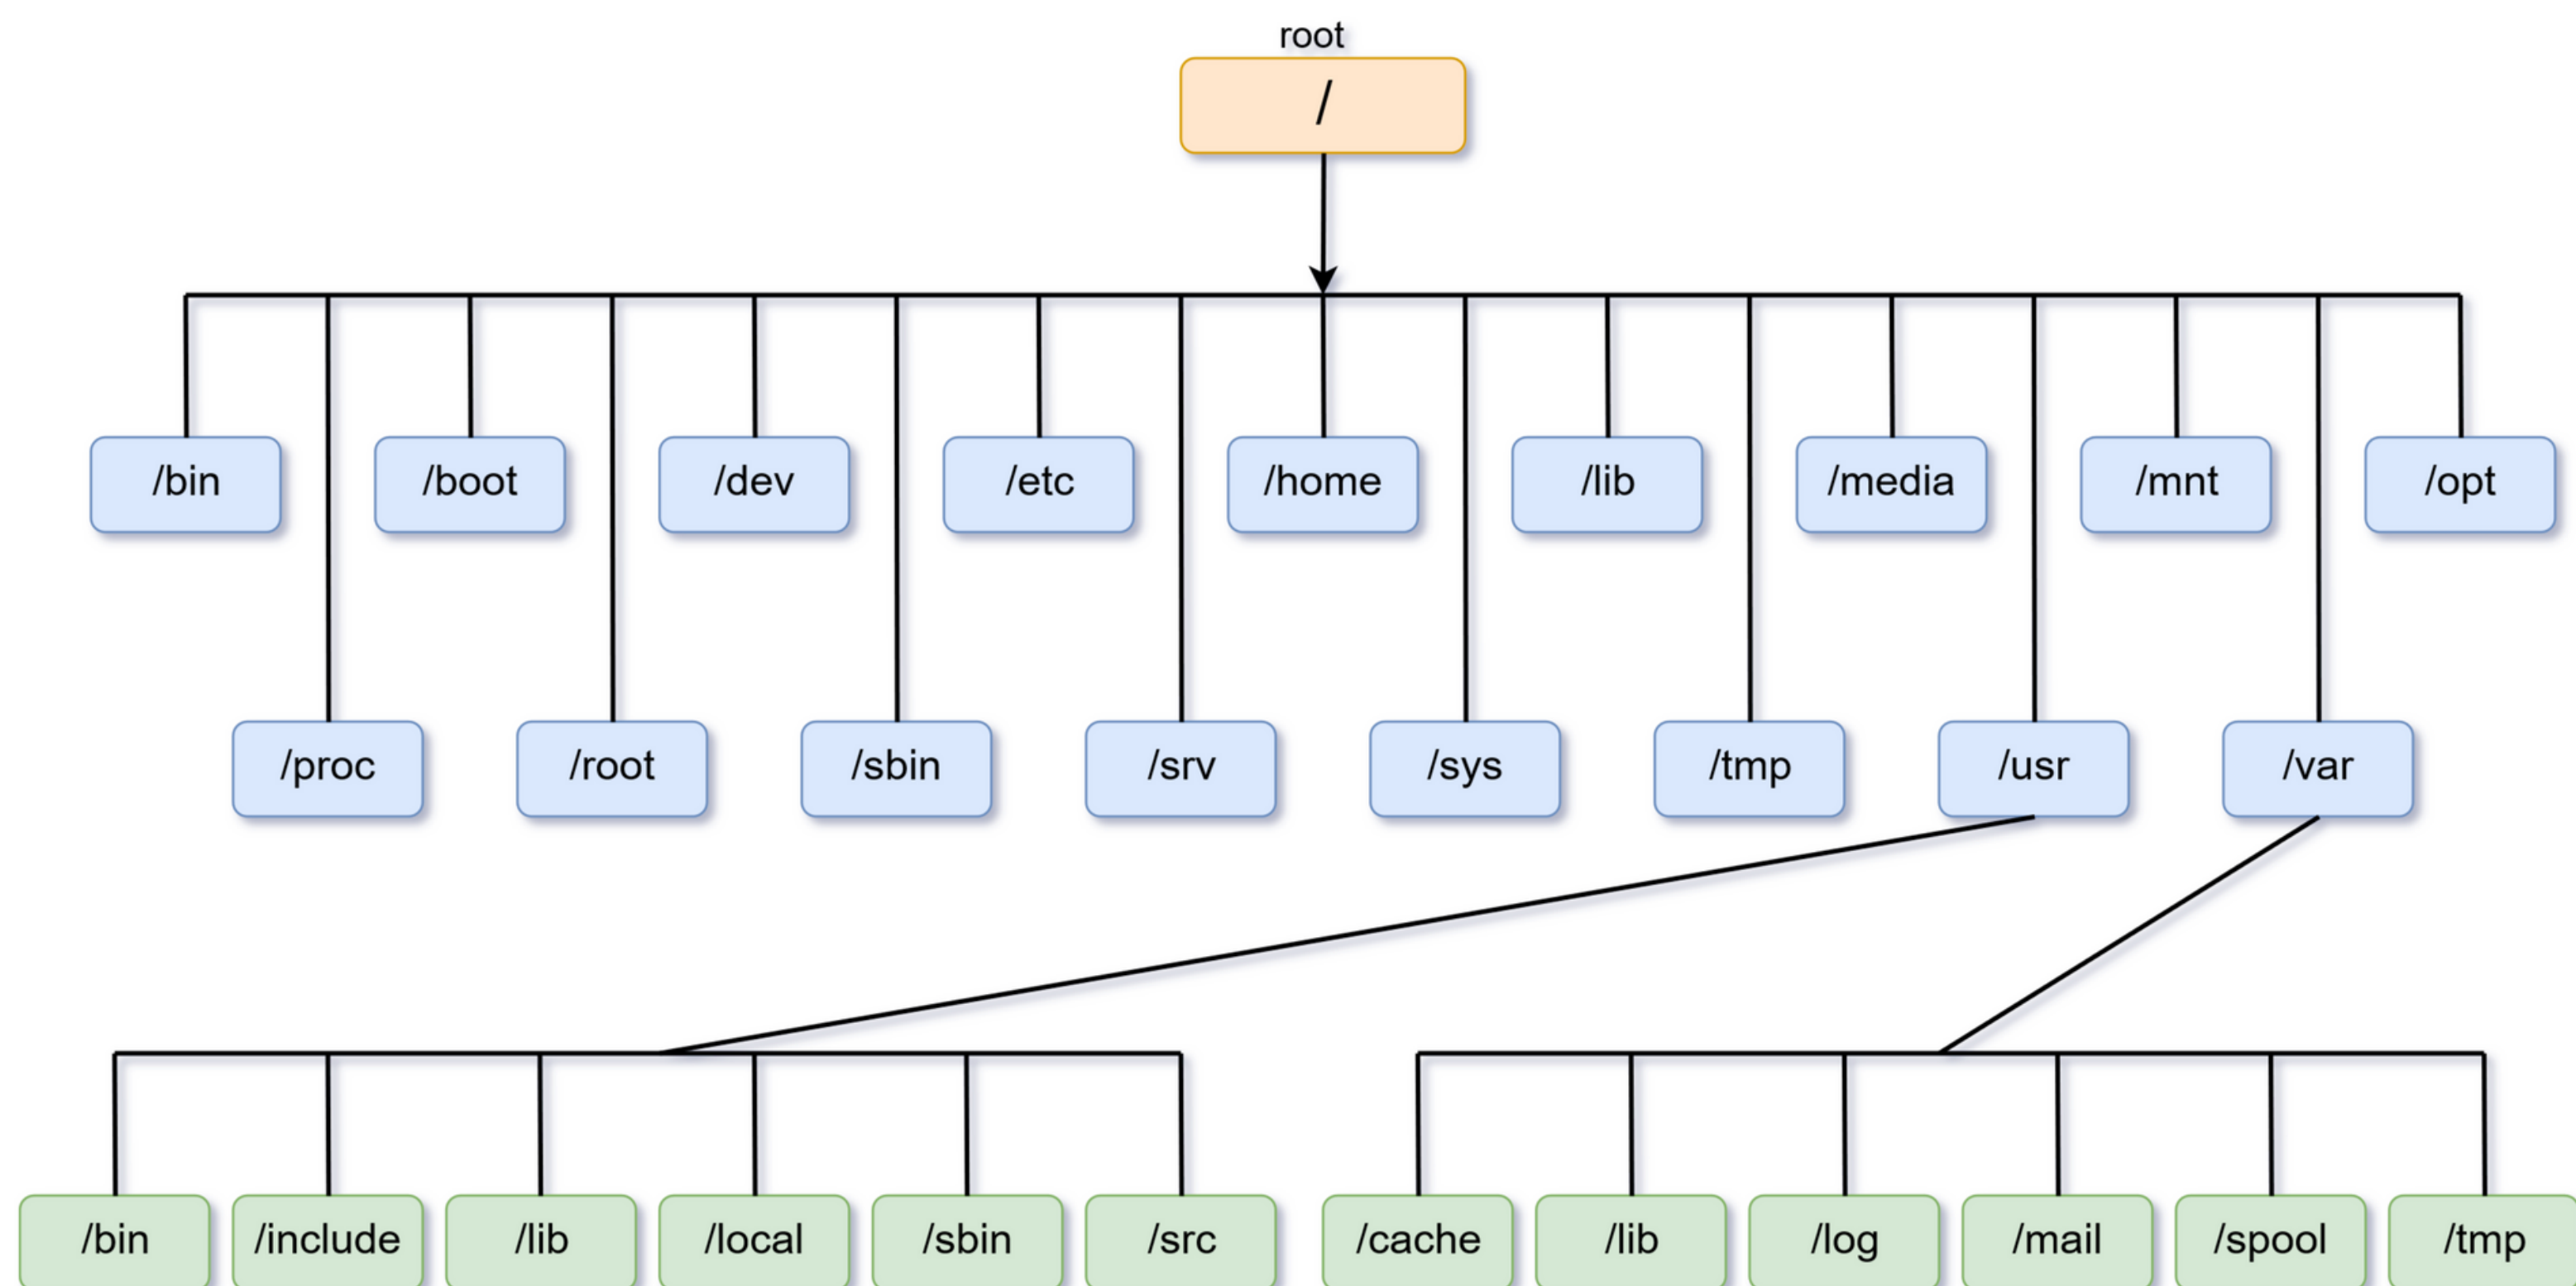 root
/
/bin /boot /dev /etc /home /lib /media /mnt /opt
/proc /root /sbin /srv /sys /tmp /usr /var
/bin /include /lib /local /sbin /src /cache /lib /log /mail /spool /tmp